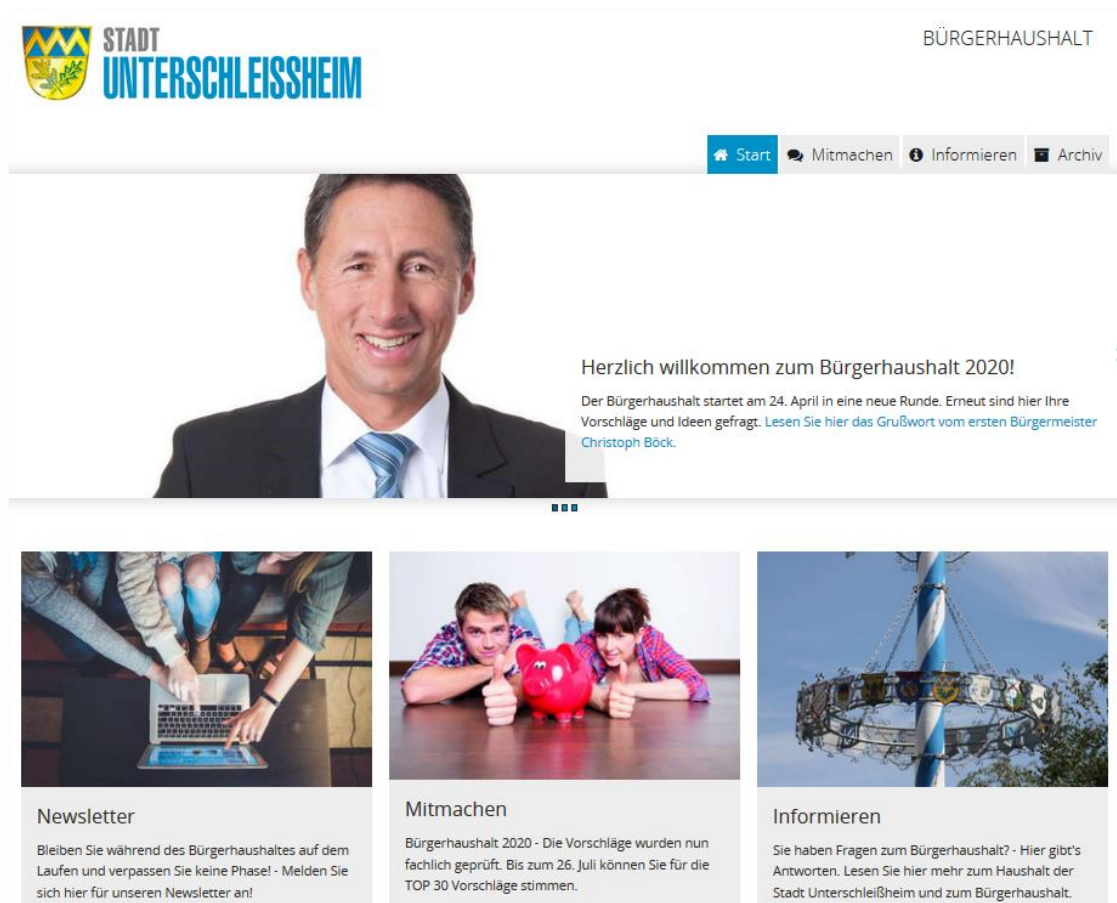 STADT
UNTERSCHLEISSHEIM
BÜRGERHAUSHALT
Start Mitmachen Informieren Archiv
Herzlich willkommen zum Bürgerhaushalt 2020!
Der Bürgerhaushalt startet am 24. April in eine neue Runde. Erneut sind hier Ihre
Vorschläge und Ideen gefragt. Lesen Sie hier das Grußwort vom ersten Bürgermeister
Christoph Böck.
Newsletter
Bleiben Sie während des Bürgerhaushaltes auf dem
Laufen und verpassen Sie keine Phase! - Melden Sie
sich hier für unseren Newsletter an!
Mitmachen
Bürgerhaushalt 2020 - Die Vorschläge wurden nun
fachlich geprüft. Bis zum 26. Juli können Sie für die
TOP 30 Vorschläge stimmen.
Informieren
Sie haben Fragen zum Bürgerhaushalt? - Hier gibt's
Antworten. Lesen Sie hier mehr zum Haushalt der
Stadt Unterschleißheim und zum Bürgerhaushalt.